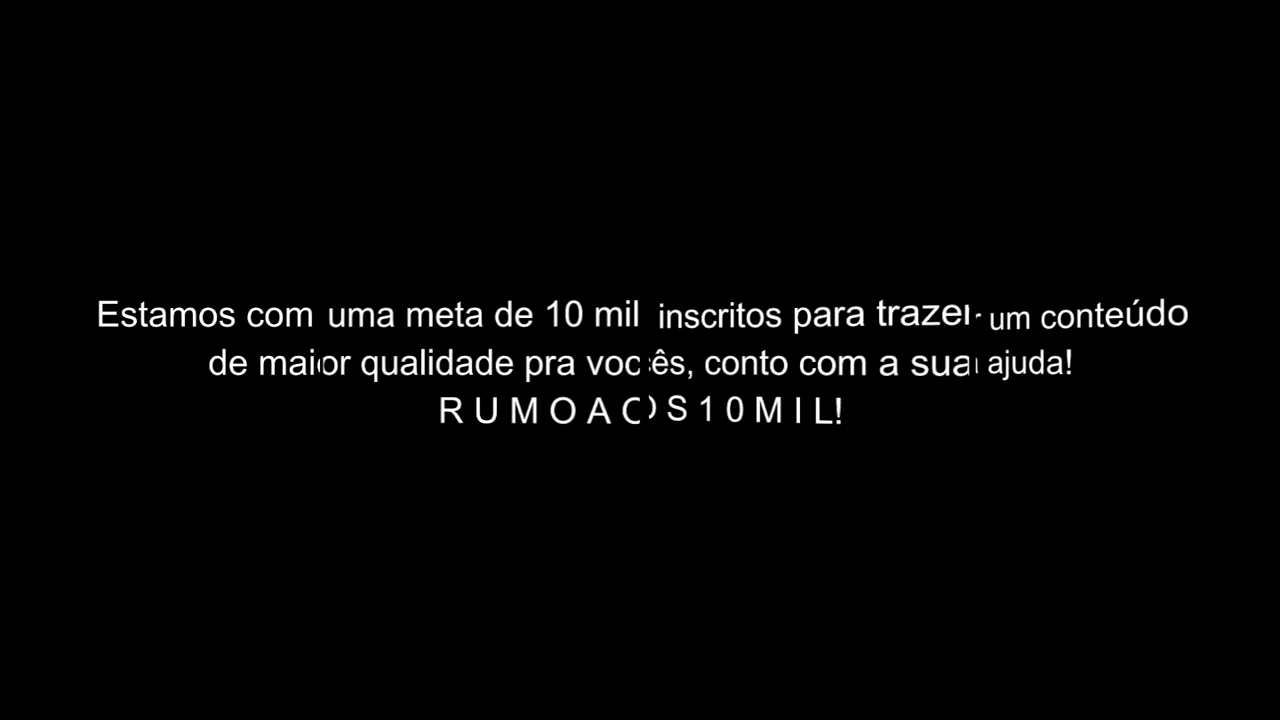 Estamos com uma meta de 10 mil inscritos para trazer um conteúdo
de maior qualidade pra vocês, conto com a sua ajuda!
R U M O A O S 1 0 M I L!